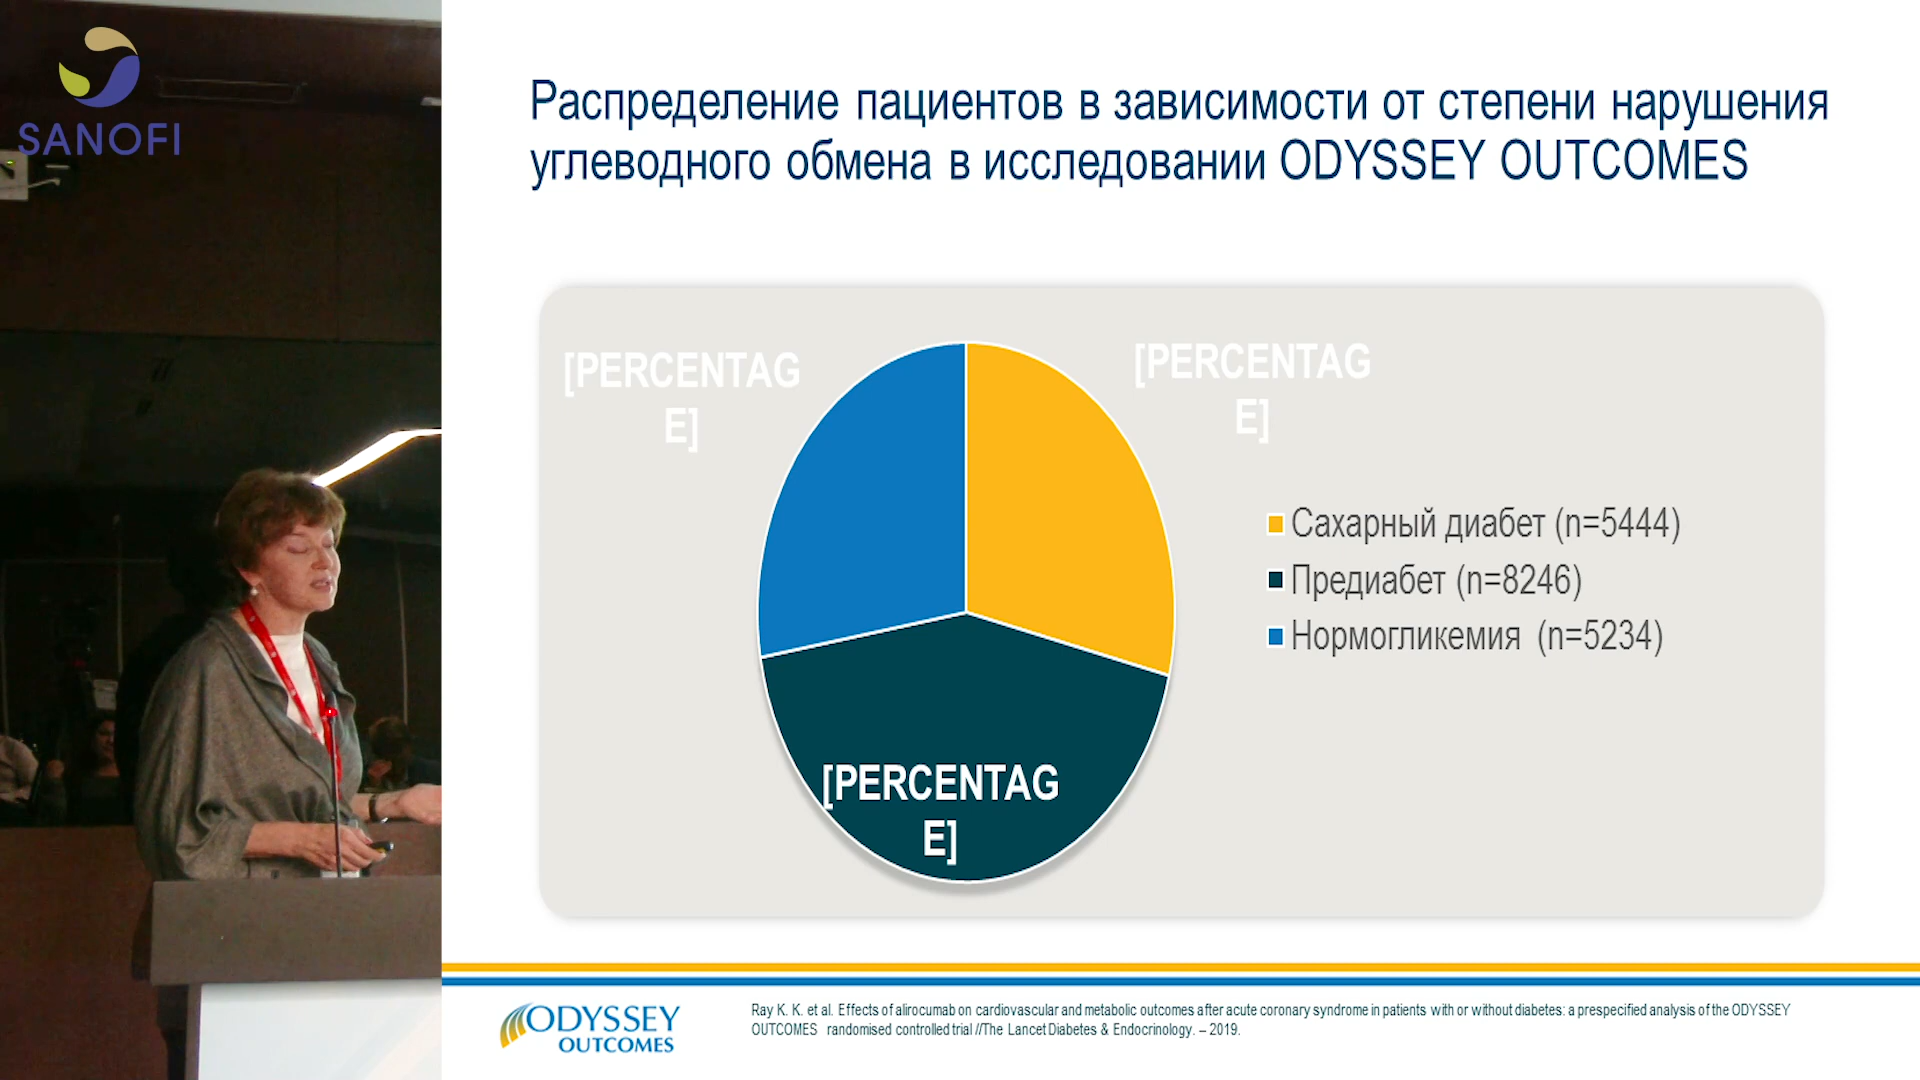 SANOFI
Распределение пациентов в зависимости от степени нарушения
углеводного обмена в исследовании ODYSSEY OUTCOMES
[PERCENTAG
E]
[PERCENTAG
E]
[PERCENTAG
E]
Сахарный диабет (n=5444)
Предиабет (n=8246)
Нормогликемия (n=5234)
ODYSSEY
OUTCOMES
Ray K. K. et al. Effects of alirocumab on cardiovascular and metabolic outcomes after acute coronary syndrome in patients with or without diabetes: a prespecified analysis of the ODYSSEY
OUTCOMES randomised controlled trial //The Lancet Diabetes & Endocrinology. – 2019.